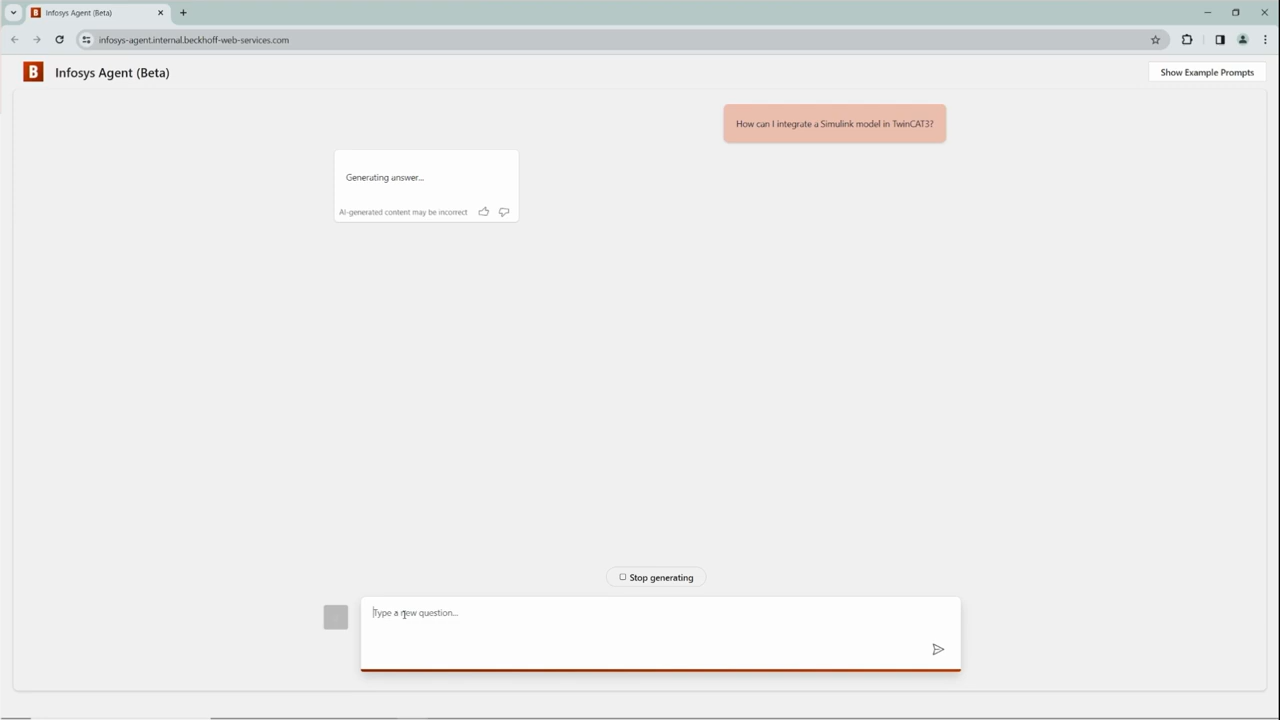 Infosys Agent (Beta)
infosys-agent.internal.beckhoff-web-services.com
B Infosys Agent (Beta)
Show Example Prompts
How can I integrate a Simulink model in TwinCAT3?
Generating answer...
AI-generated content may be incorrect
Stop generating
Type a new question...